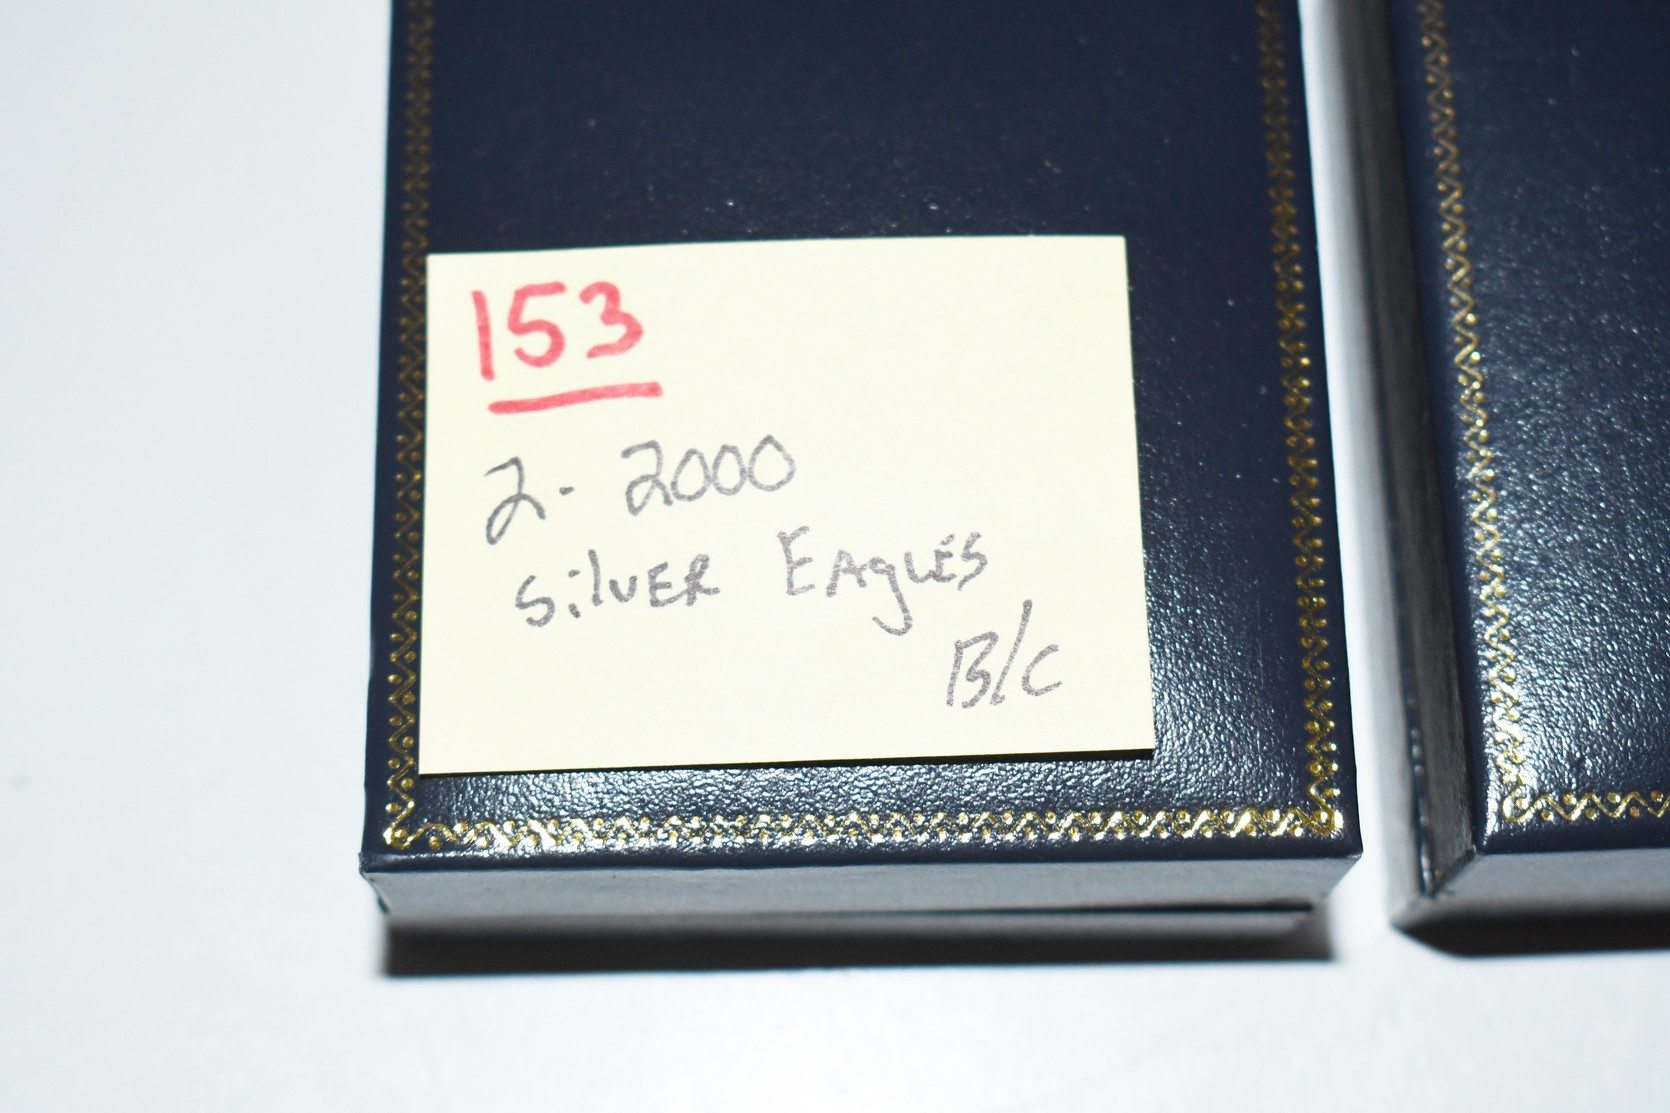 153
2- 2000
Silver Eagles
B/C